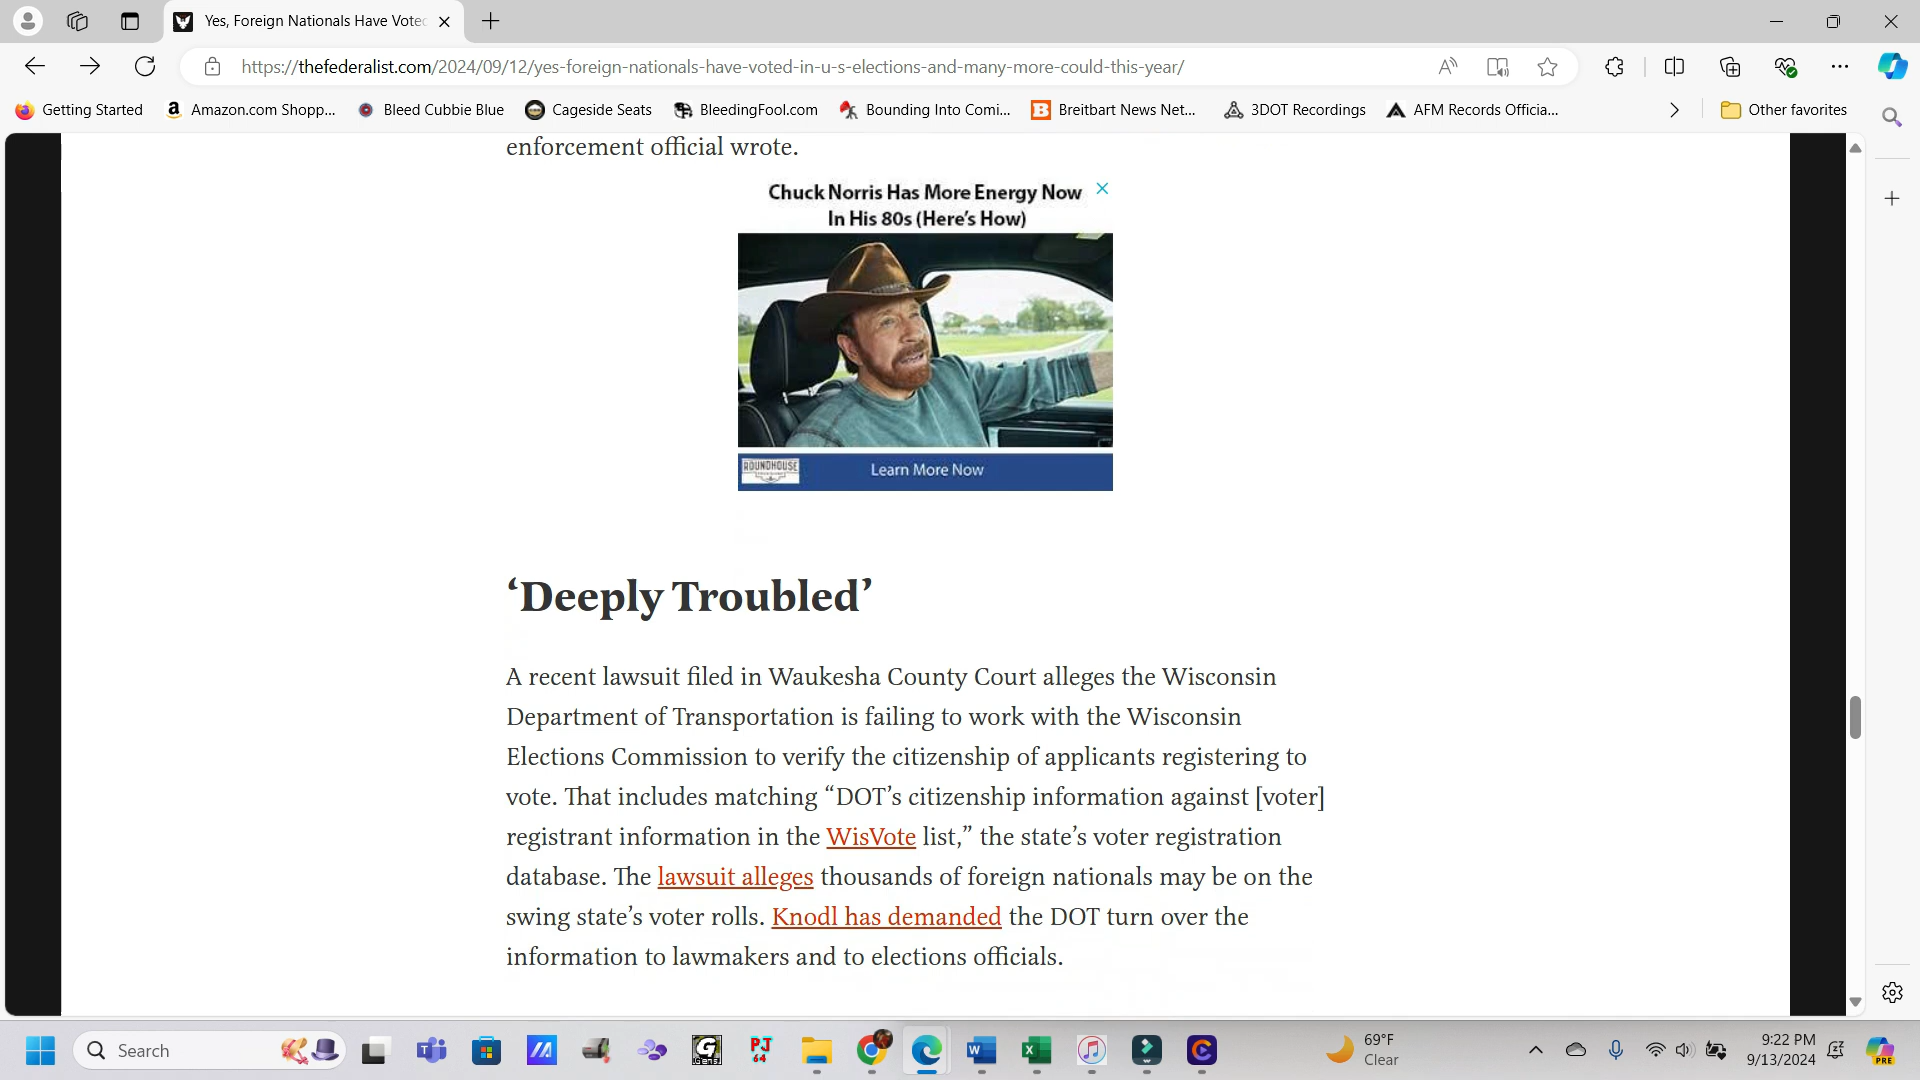 Yes, Foreign Nationals Have Vote
https://thefederalist.com/2024/09/12/yes-foreign-nationals-have-voted-in-u-s-elections-and-many-more-could-this-year/
Getting Started
Amazon.com Shopp...
Bleed Cubbie Blue
Cageside Seats
BleedingFool.com
Bounding Into Comi...
Breitbart News Net...
3DOT Recordings
AFM Records Officia...
Other favorites
enforcement official wrote.
Chuck Norris Has More Energy Now
In His 80s (Here's How)
ROUNDHOUSE
Learn More Now
‘Deeply Troubled’
A recent lawsuit filed in Waukesha County Court alleges the Wisconsin
Department of Transportation is failing to work with the Wisconsin
Elections Commission to verify the citizenship of applicants registering to
vote. That includes matching “DOT’s citizenship information against [voter]
registrant information in the WisVote list,” the state’s voter registration
database. The lawsuit alleges thousands of foreign nationals may be on the
swing state’s voter rolls. Knodl has demanded the DOT turn over the
information to lawmakers and to elections officials.
Search
PJ
64
69°F
Clear
9:22 PM
9/13/2024
PRE